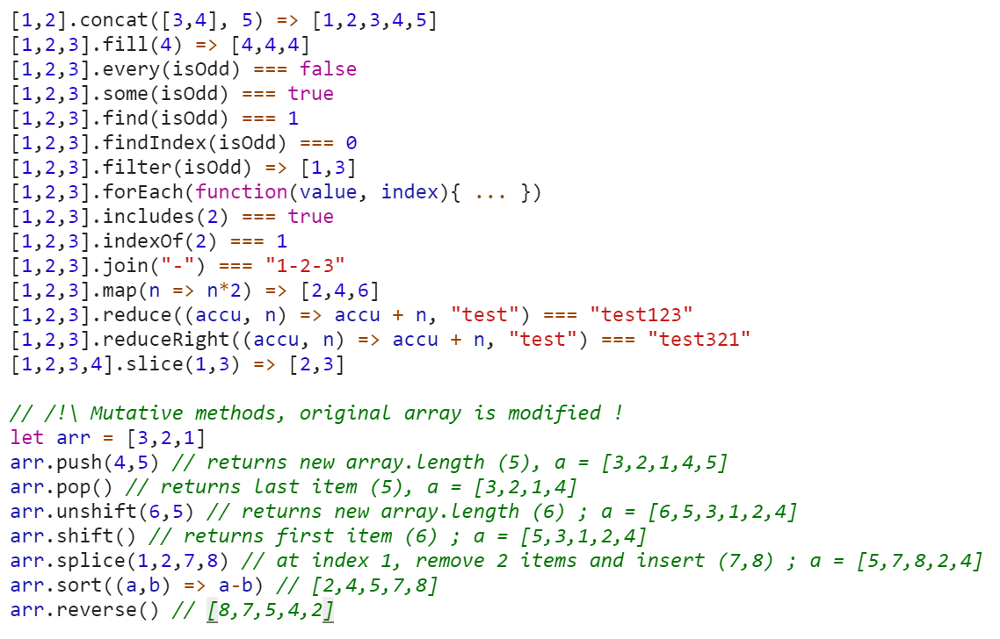 [1,2].concat([3,4], 5) => [1,2,3,4,5]
[1,2,3].fill(4) => [4,4,4]
[1,2,3].every(isOdd) === false
[1,2,3].some(isOdd) === true
[1,2,3].find(isOdd) === 1
[1,2,3].findIndex(isOdd) === 0
[1,2,3].filter(isOdd) => [1,3]
[1,2,3].forEach(function(value, index){ ... })
[1,2,3].includes(2) === true
[1,2,3].indexOf(2) === 1
[1,2,3].join("-") === "1-2-3"
[1,2,3].map(n => n*2) => [2,4,6]
[1,2,3].reduce((accu, n) => accu + n, "test") === "test123"
[1,2,3].reduceRight((accu, n) => accu + n, "test") === "test321"
[1,2,3,4].slice(1,3) => [2,3]
// /!\ Mutative methods, original array is modified !
let arr = [3,2,1]
arr.push(4,5) // returns new array.length (5), a = [3,2,1,4,5]
arr.pop() // returns last item (5), a = [3,2,1,4]
arr.unshift(6,5) // returns new array.length (6) ; a = [6,5,3,1,2,4]
arr.shift() // returns first item (6) ; a = [5,3,1,2,4]
arr.splice(1,2,7,8) // at index 1, remove 2 items and insert (7,8) ; a = [5,7,8,2,4]
arr.sort((a,b) => a-b) // [2,4,5,7,8]
arr.reverse() // [8,7,5,4,2]